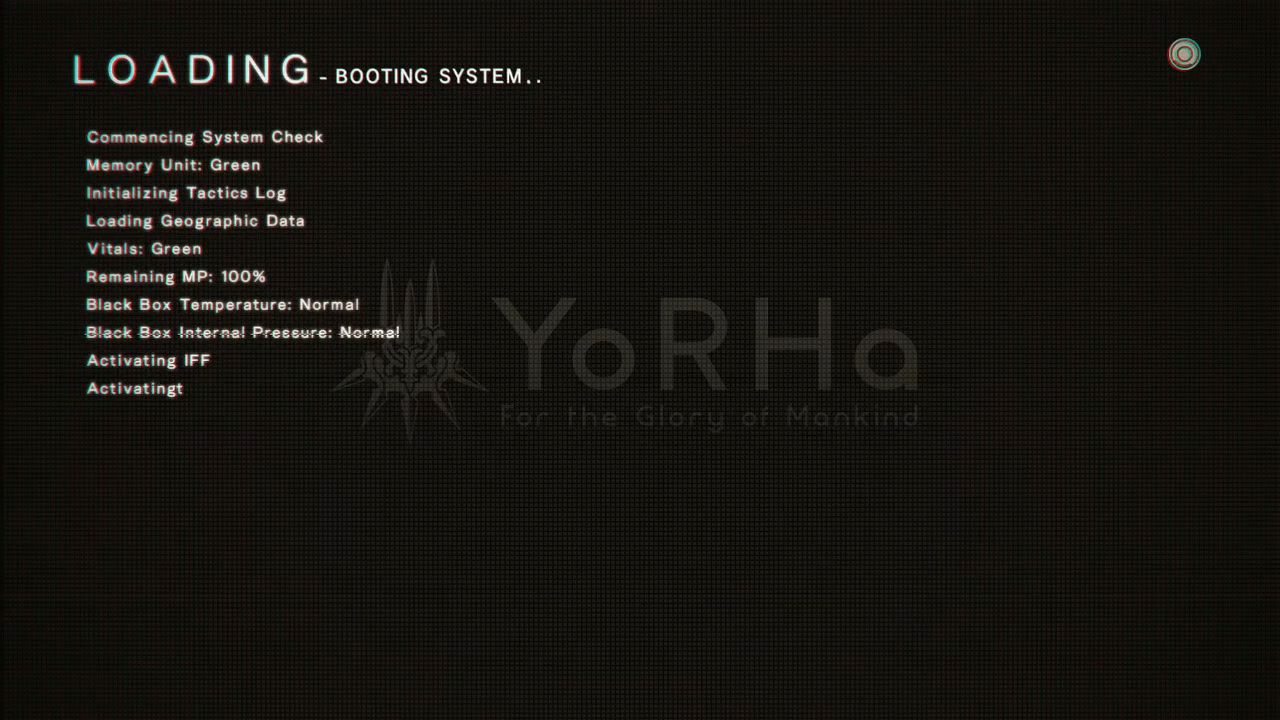 LOADING - BOOTING SYSTEM..
Commencing System Check
Memory Unit: Green
Initializing Tactics Log
Loading Geographic Data
Vitals: Green
Remaining MP: 100%
Black Box Temperature: Normal
Black Box Internal Pressure: Normal
Activating IFF
Activatingt
YoRHa
For the Glory of Mankind